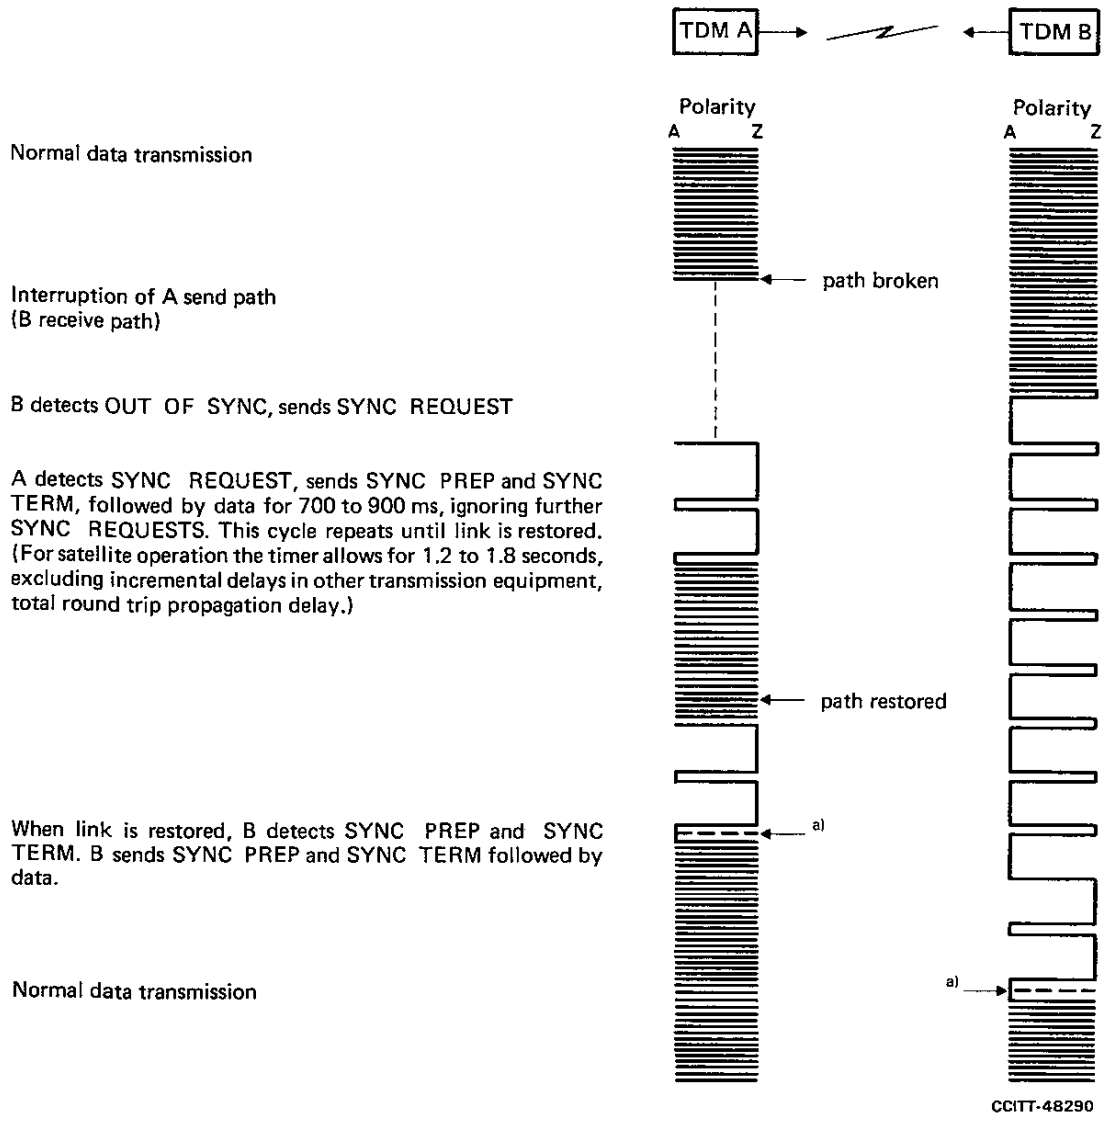 TDM A
TDM B
Polarity
Polarity
A Z
A Z
Normal data transmission
path broken
Interruption of A send path
(B receive path)
B detects OUT OF SYNC, sends SYNC REQUEST
A detects SYNC REQUEST, sends SYNC PREP and SYNC
TERM, followed by data for 700 to 900 ms, ignoring further
SYNC REQUESTS. This cycle repeats until link is restored.
(For satellite operation the timer allows for 1.2 to 1.8 seconds,
excluding incremental delays in other transmission equipment,
total round trip propagation delay.)
path restored
a)
When link is restored, B detects SYNC PREP and SYNC
TERM. B sends SYNC PREP and SYNC TERM followed by
data.
Normal data transmission
a)
CCITT-48290